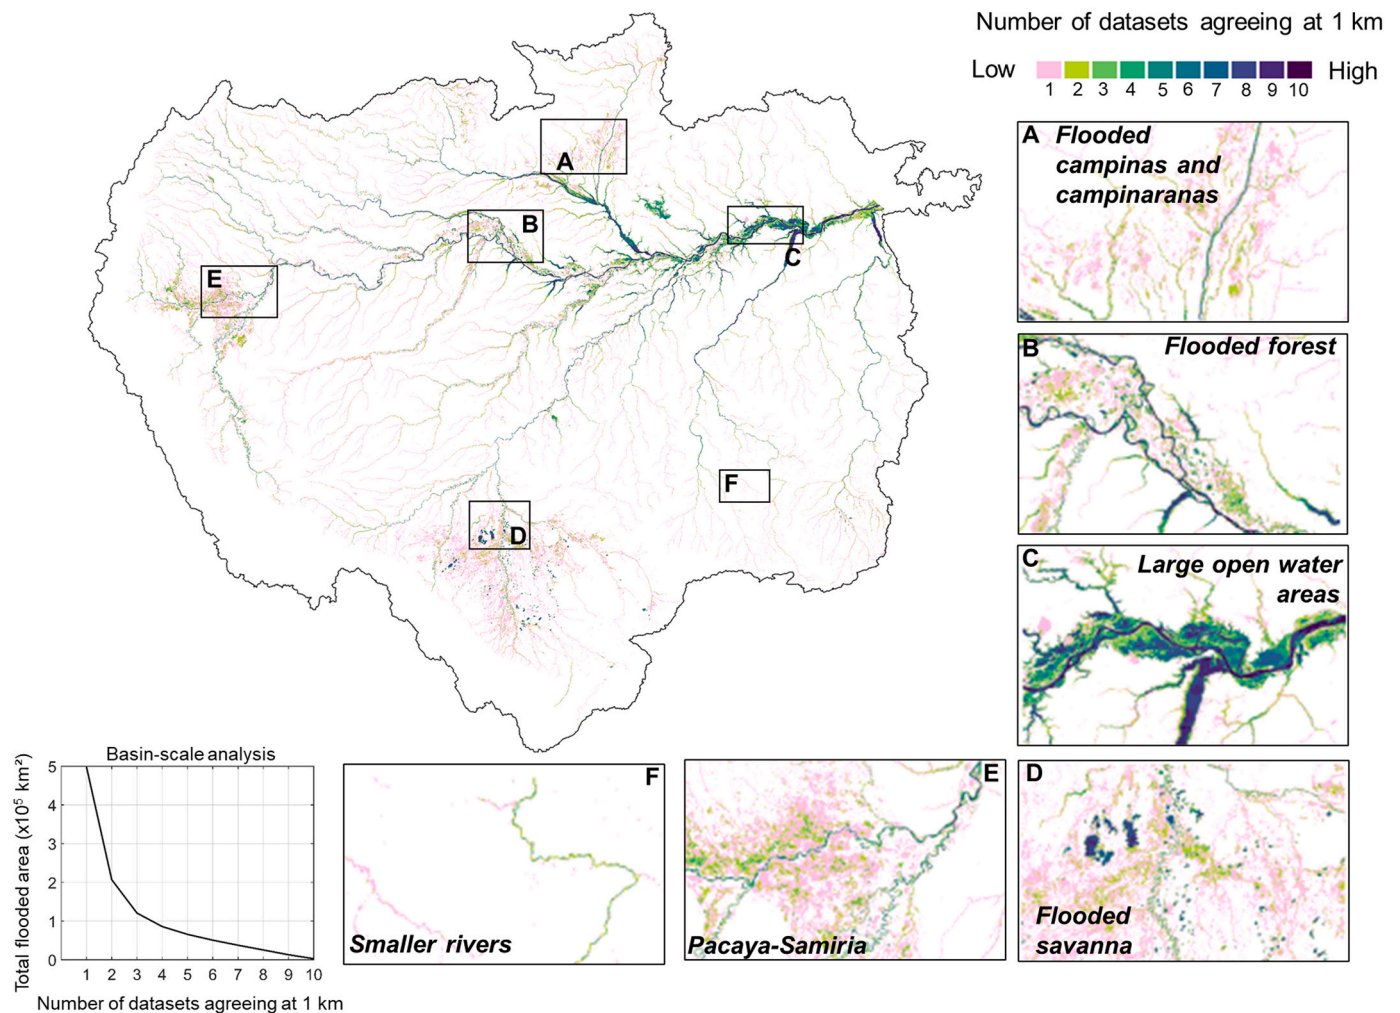 Number of datasets agreeing at 1 km
Low
High
1 2 3 4 5 6 7 8 9 10
A
B
C
E
D
F
A Flooded
campinas and
campinaranas
B Flooded forest
C Large open water
areas
Basin-scale analysis
Total flooded area (x10⁵ km²)
5
4
3
2
1
0
1 2 3 4 5 6 7 8 9 10
Number of datasets agreeing at 1 km
F
Smaller rivers
E
Pacaya-Samiria
D
Flooded
savanna